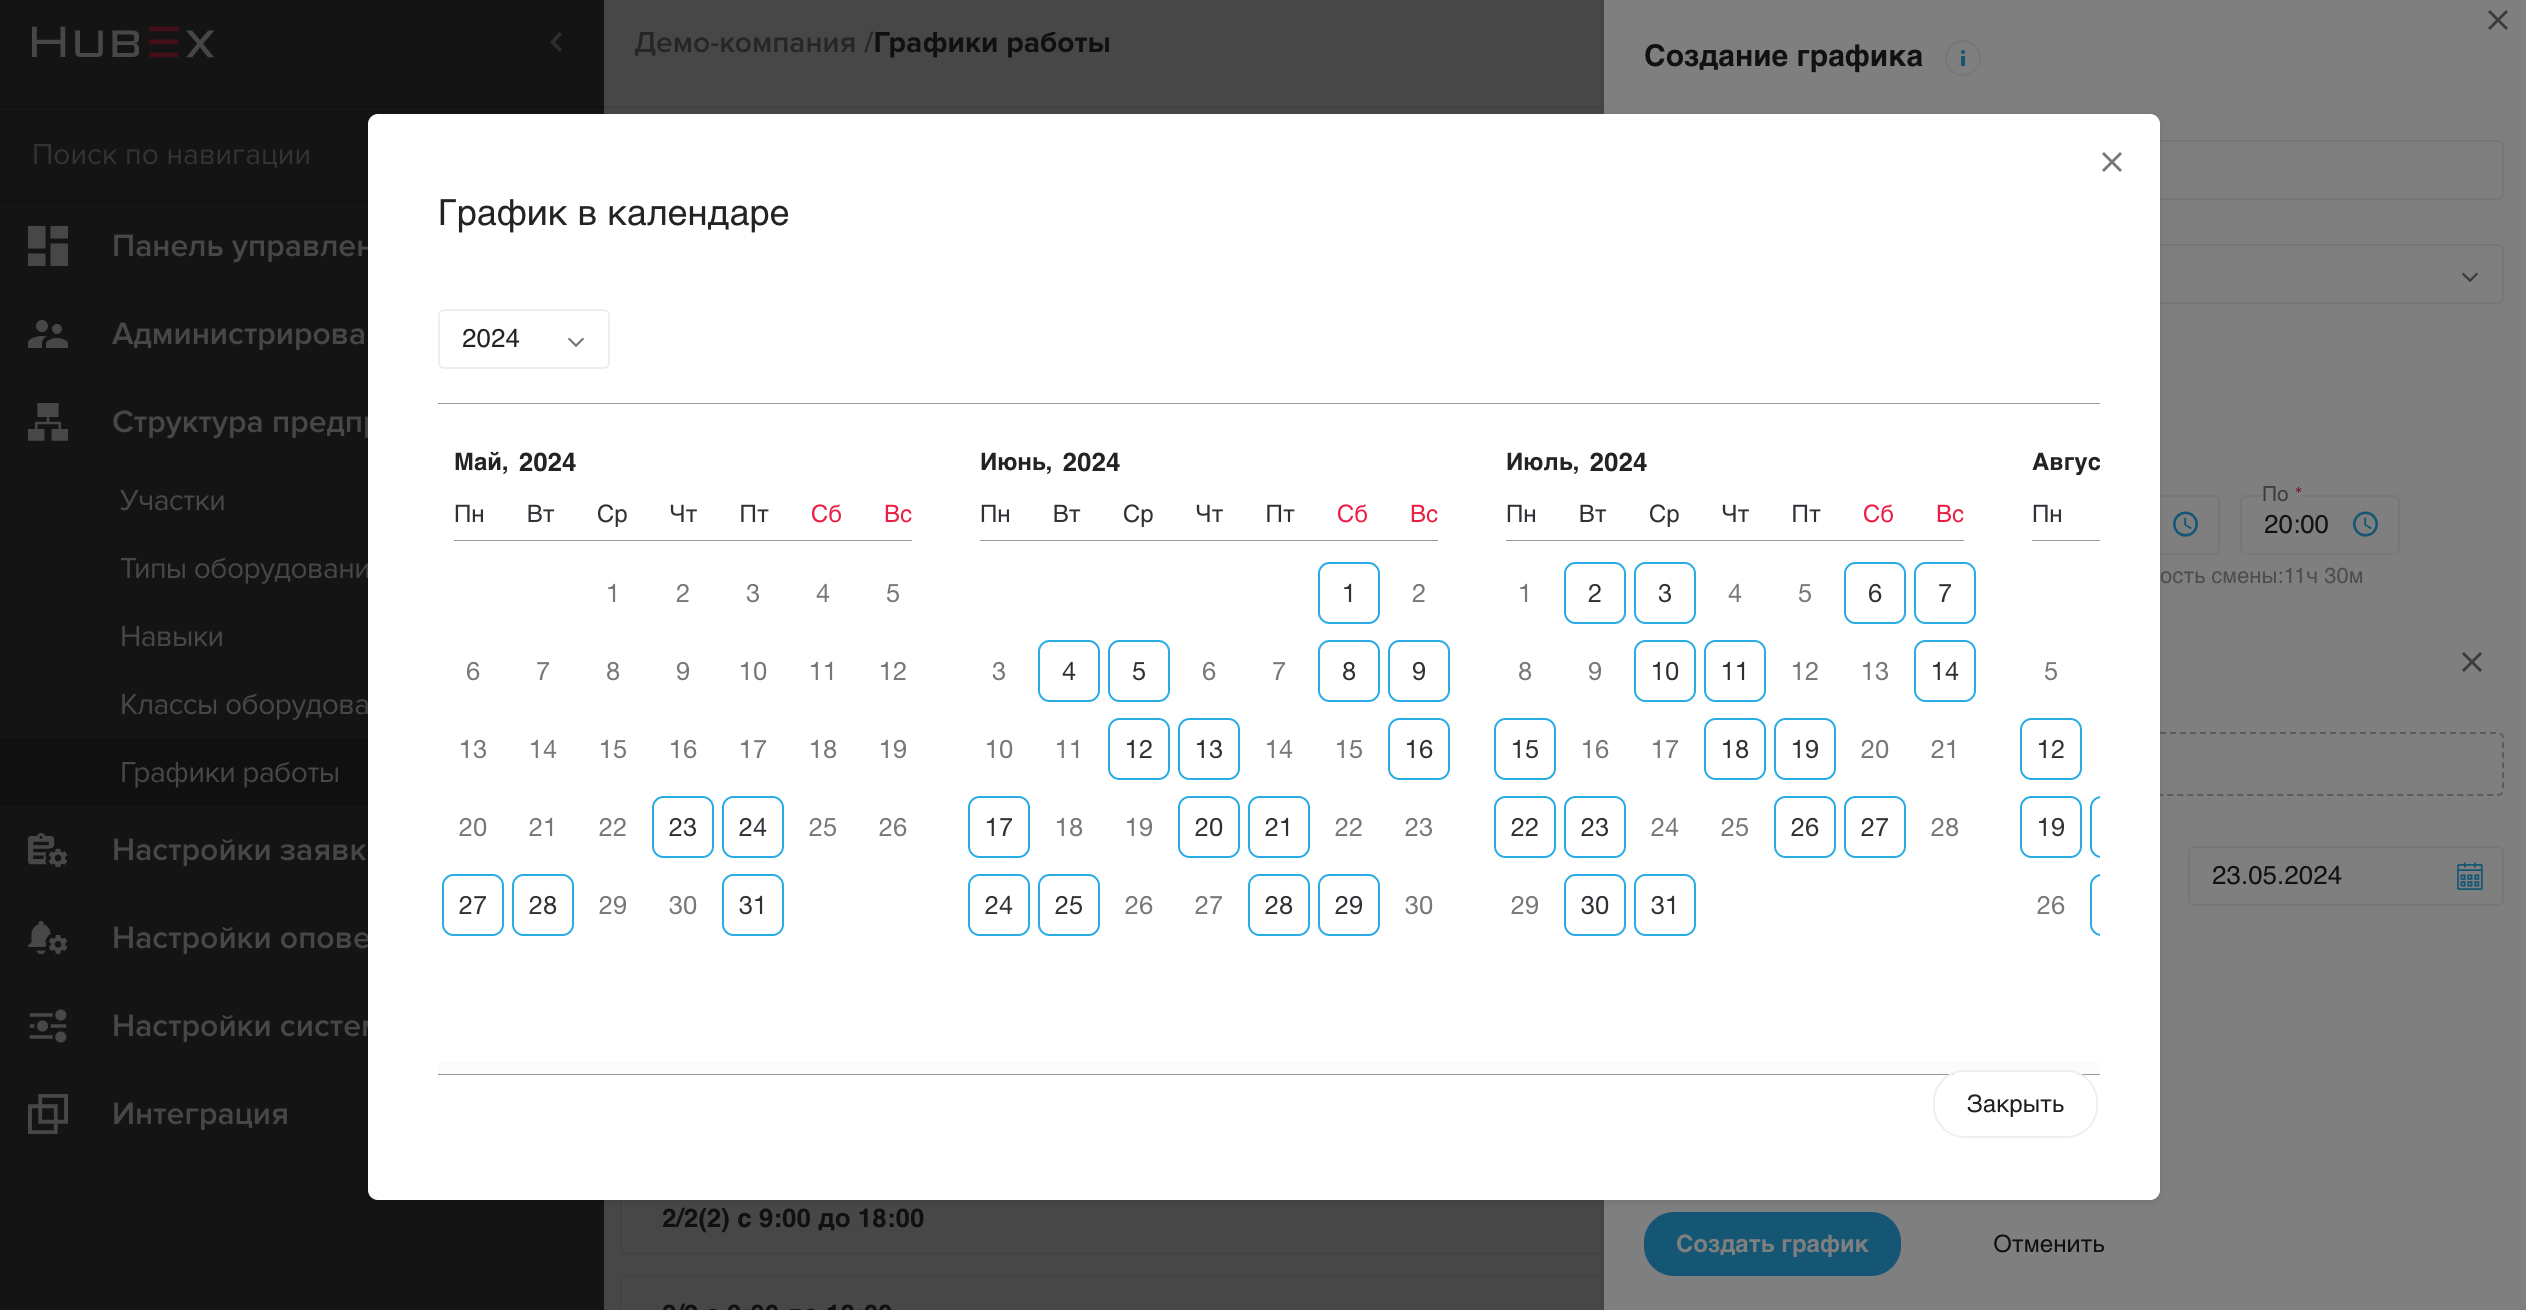 HUBEX
Демо-компания /Графики работы
Создание графика
Поиск по навигации
Панель
Структура
Участки
Типы
Навыки
Классы
Графики работы
Настройки
Настройки
Настройки
Интеграция
График в календаре
2024
Май, 2024
Пн Вт Ср Чт Пт Сб Вс
1 2 3 4 5
6 7 8 9 10 11 12
13 14 15 16 17 18 19
20 21 22 23 24 25 26
27 28 29 30 31
Июнь, 2024
Пн Вт Ср Чт Пт Сб Вс
1 2
3 4 5 6 7 8 9
10 11 12 13 14 15 16
17 18 19 20 21 22 23
24 25 26 27 28 29 30
Июль, 2024
Пн Вт Ср Чт Пт Сб Вс
1 2 3 4 5 6 7
8 9 10 11 12 13 14
15 16 17 18 19 20 21
22 23 24 25 26 27 28
29 30 31
Авгус
Пн
5
12
19
26
По *
20:00
смены:11ч 30м
23.05.2024
Закрыть
2/2(2) с 9:00 до 18:00
Создать график
Отменить